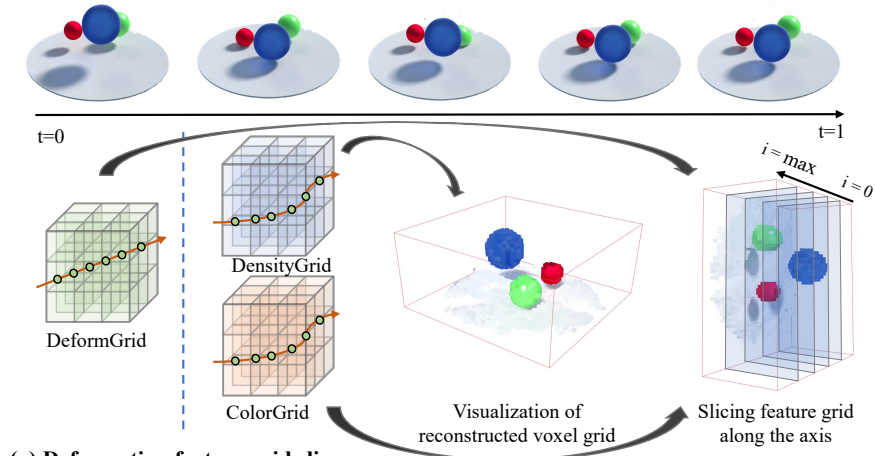 t=0
t=1
i = max
i = 0
DensityGrid
DeformGrid
ColorGrid
Visualization of
reconstructed voxel grid
Slicing feature grid
along the axis